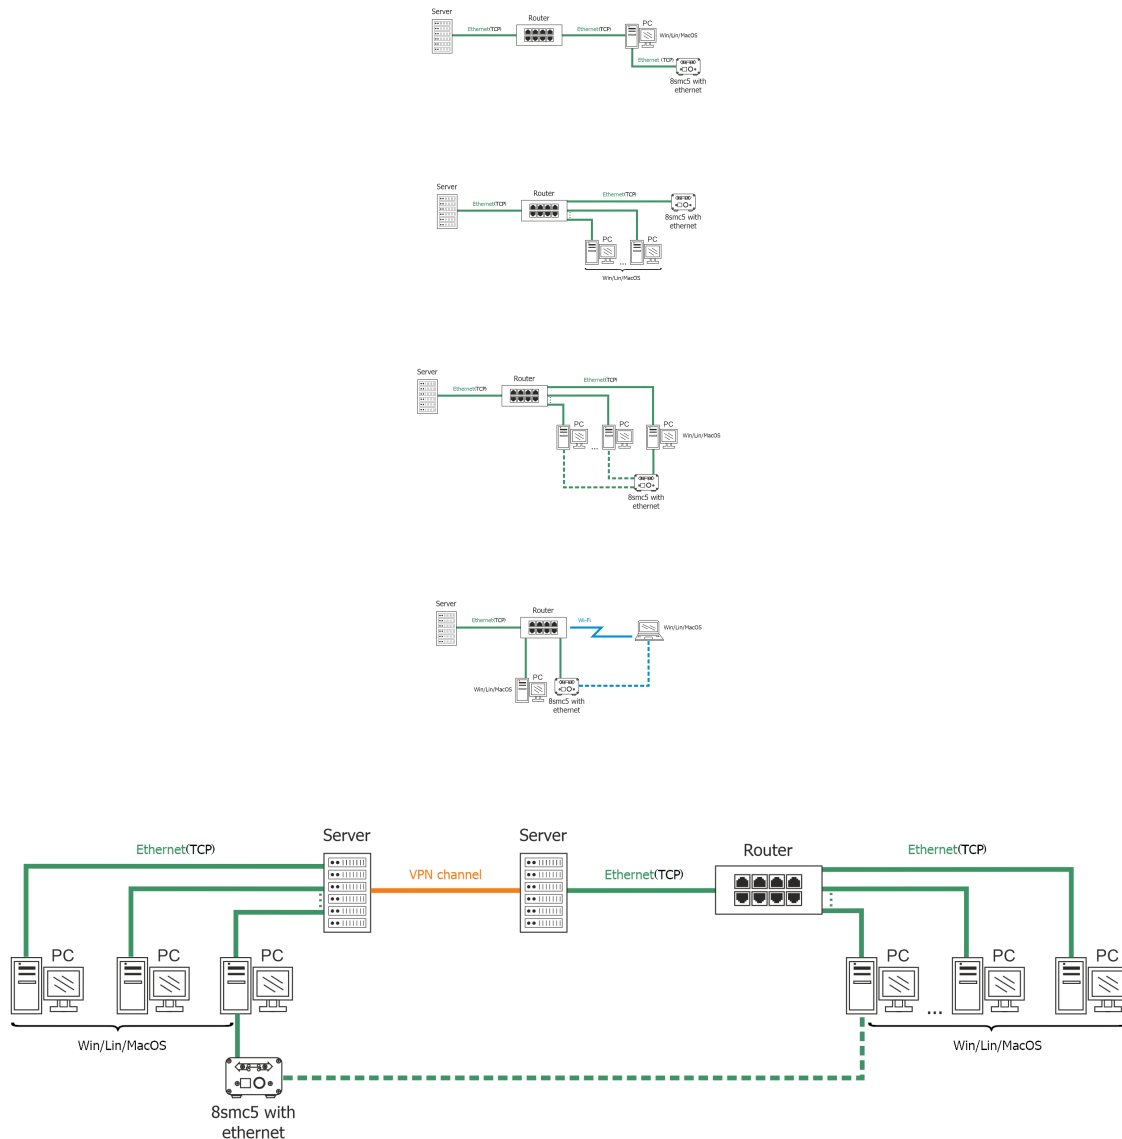 Server
Router
PC
Ethernet(TCP)
Ethernet(TCP)
Win/Lin/MacOS
Ethernet (TCP)
8smc5 with
ethernet
Server
Router
Ethernet(TCP)
Ethernet(TCP)
8smc5 with
ethernet
PC
PC
...
Win/Lin/MacOS
Server
Router
Ethernet(TCP)
Ethernet(TCP)
PC
PC
PC
Win/Lin/MacOS
...
8smc5 with
ethernet
Server
Router
Ethernet(TCP)
Wi-Fi
Win/Lin/MacOS
PC
Win/Lin/MacOS
8smc5 with
ethernet
Server
Server
Router
Ethernet(TCP)
VPN channel
Ethernet(TCP)
Ethernet(TCP)
PC
PC
PC
PC
PC
PC
...
Win/Lin/MacOS
Win/Lin/MacOS
8smc5 with
ethernet